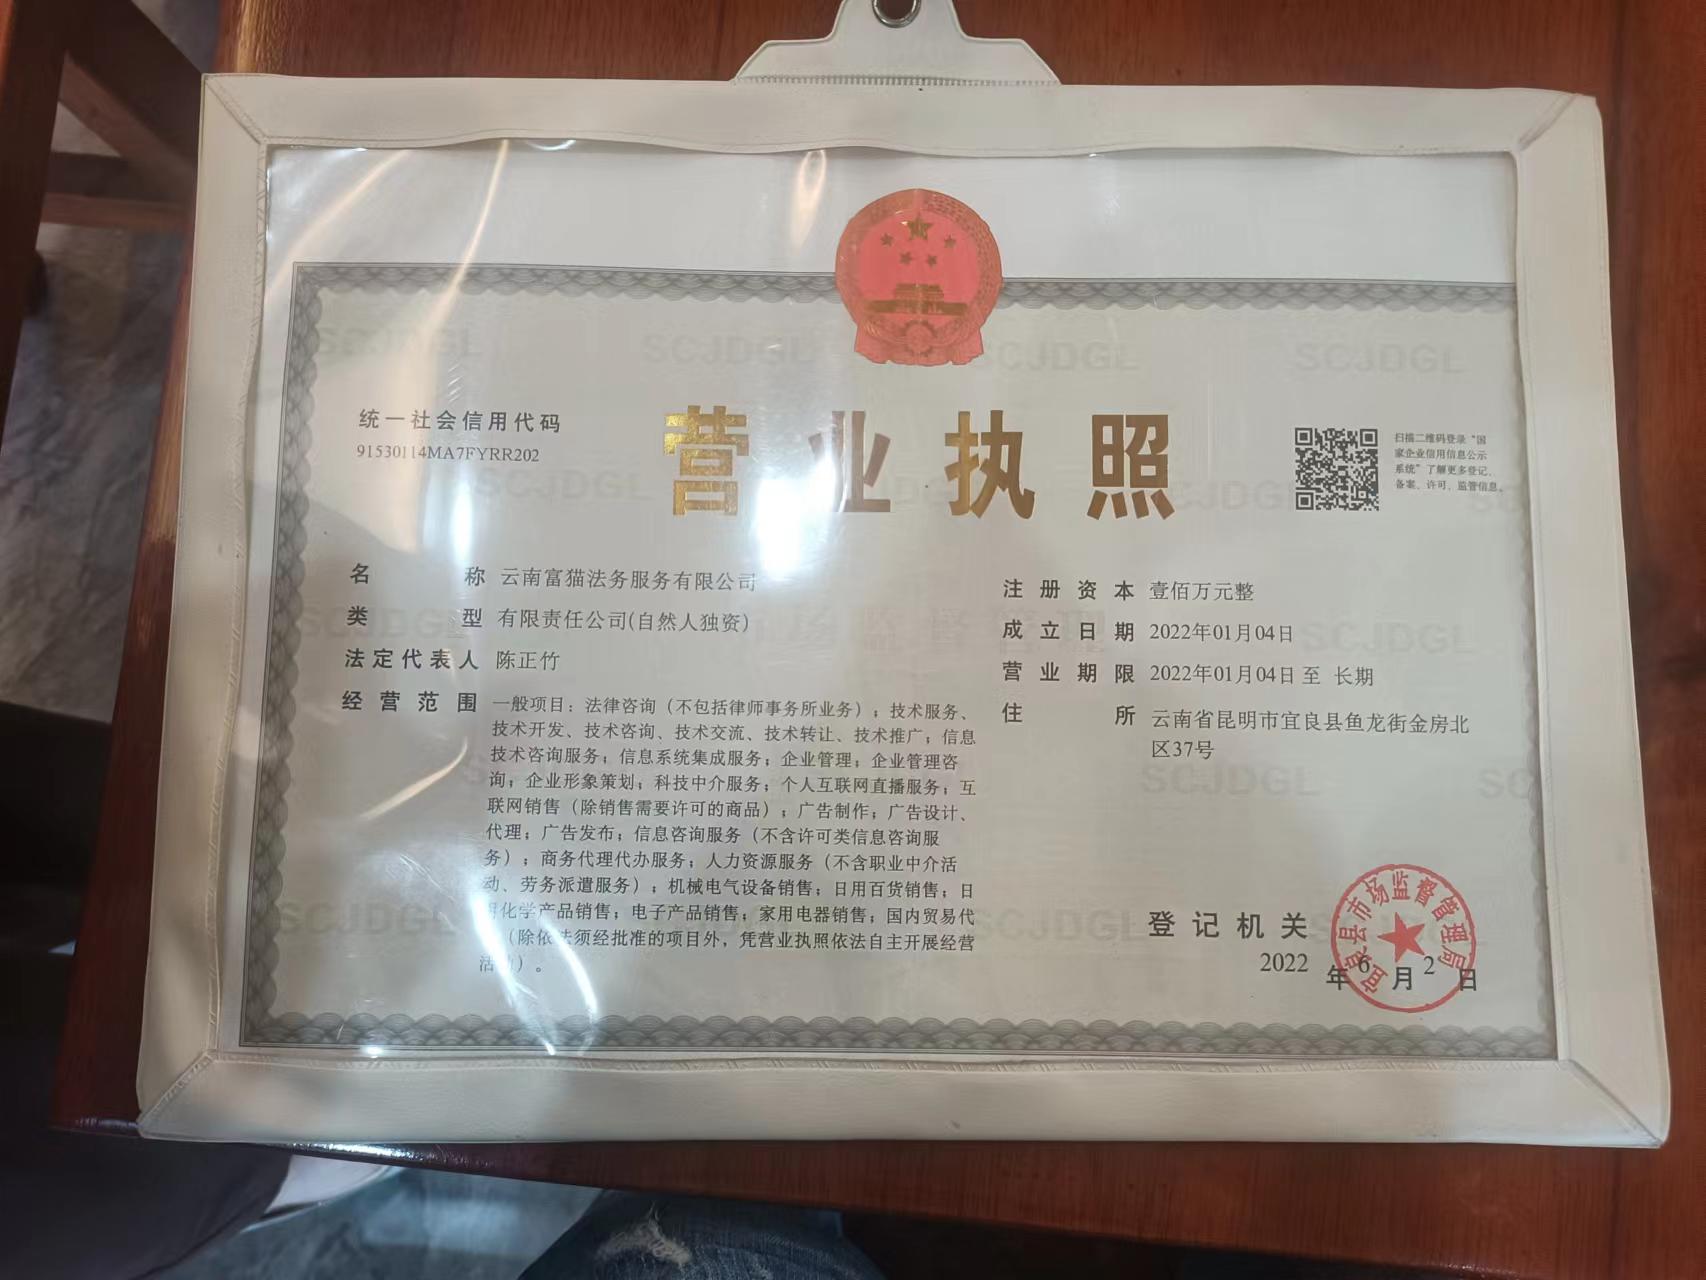 统一社会信用代码
91530114MA7FYRR202
营业执照
扫描二维码登录“国
家企业信用信息公示
系统”了解更多登记、
备案、许可、监管信息。
名称 云南富猫法务服务有限公司
类型 有限责任公司(自然人独资)
法定代表人 陈正竹
经营范围 一般项目：法律咨询（不包括律师事务所业务）；技术服务、
技术开发、技术咨询、技术交流、技术转让、技术推广；信息
技术咨询服务；信息系统集成服务；企业管理；企业管理咨
询；企业形象策划；科技中介服务；个人互联网直播服务；互
联网销售（除销售需要许可的商品）；广告制作；广告设计、
代理；广告发布；信息咨询服务（不含许可类信息咨询服
务）；商务代理代办服务；人力资源服务（不含职业中介活
动、劳务派遣服务）；机械电气设备销售；日用百货销售；日
用化学产品销售；电子产品销售；家用电器销售；国内贸易代
（除依法须经批准的项目外，凭营业执照依法自主开展经营
活动）。
注册资本 壹佰万元整
成立日期 2022年01月04日
营业期限 2022年01月04日 至 长期
住所 云南省昆明市宜良县鱼龙街金房北
区37号
登记机关
宜良县市场监督管理局
2022年6月2日
SCJDGL